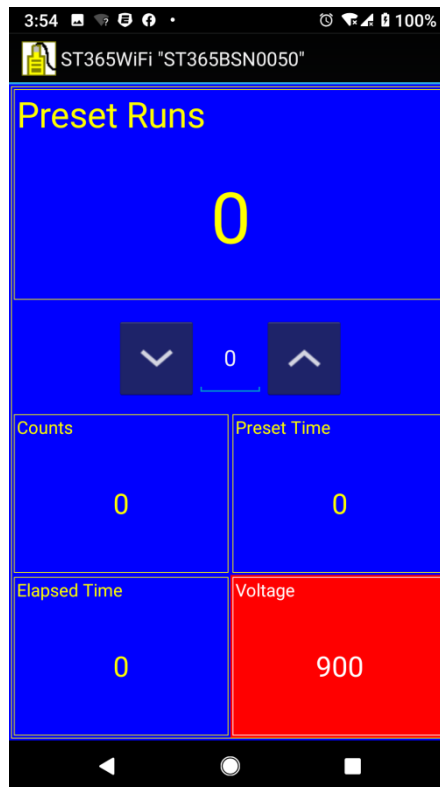 3:54 100%
ST365WiFi "ST365BSN0050"
Preset Runs
0
0
Counts Preset Time
0 0
Elapsed Time Voltage
0 900